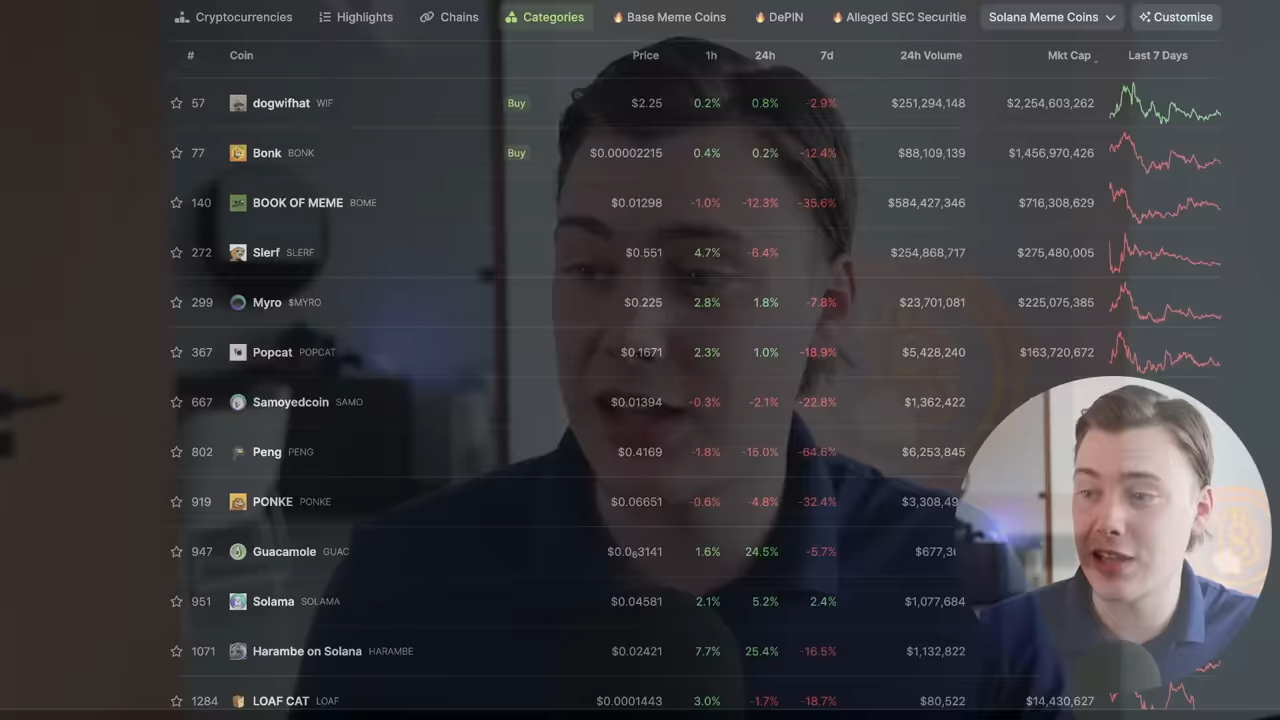 Cryptocurrencies Highlights Chains Categories Base Meme Coins DePIN Alleged SEC Securitie Solana Meme Coins Customise
# Coin Price 1h 24h 7d 24h Volume Mkt Cap Last 7 Days
57 dogwifhat WIF Buy $2.25 0.2% 0.8% -2.9% $251,294,148 $2,254,603,262
77 Bonk BONK Buy $0.00002215 0.4% 0.2% -12.4% $88,109,139 $1,456,970,426
140 BOOK OF MEME BOME $0.01298 -1.0% -12.3% -35.6% $584,427,346 $716,308,629
272 Slerf SLERF $0.551 4.7% -6.4% $254,868,717 $275,480,005
299 Myro $MYRO $0.225 2.8% 1.8% -7.8% $23,701,081 $225,075,385
367 Popcat POPCAT $0.1671 2.3% 1.0% -18.9% $5,428,240 $163,720,672
667 Samoyedcoin SAMO $0.01394 -0.3% -2.1% -22.8% $1,362,422
802 Peng PENG $0.4169 -1.8% -15.0% -64.6% $6,253,845
919 PONKE PONKE $0.06651 -0.6% -4.8% -32.4% $3,308,49
947 Guacamole GUAC $0.0₆3141 1.6% 24.5% -5.7% $677,3
951 Solama SOLAMA $0.04581 2.1% 5.2% 2.4% $1,077,684
1071 Harambe on Solana HARAMBE $0.02421 7.7% 25.4% -16.5% $1,132,822
1284 LOAF CAT LOAF $0.0001443 3.0% -1.7% -18.7% $80,522 $14,430,627